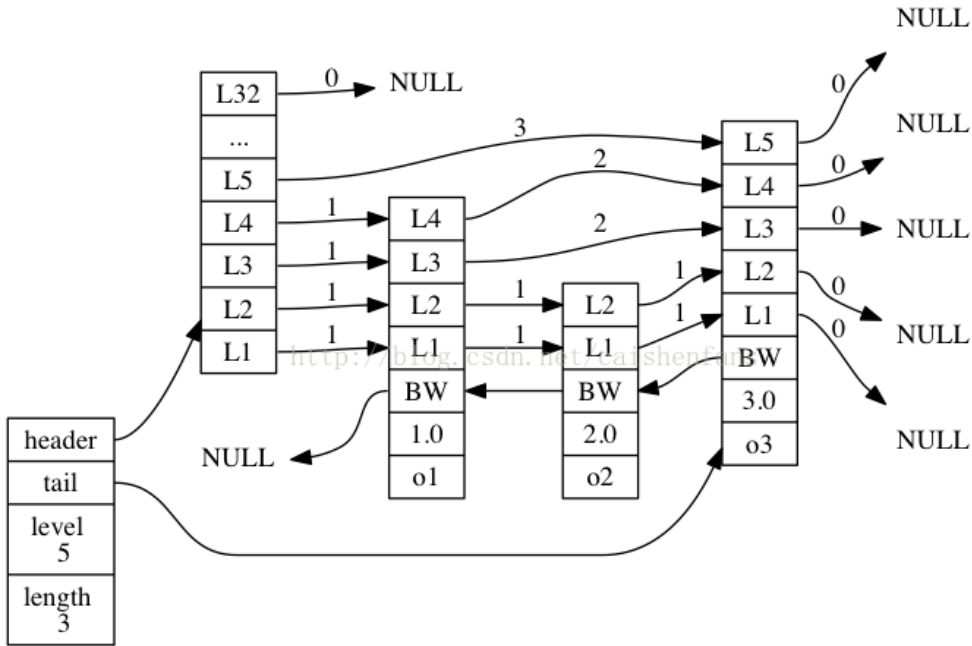 NULL
L32
0
NULL
...
L5
3
L4
1
L3
1
L2
1
L1
1
L4
2
L3
2
L2
1
L1
1
BW
1.0
o1
NULL
L2
1
L1
1
BW
2.0
o2
L5
0
L4
0
NULL
L3
0
NULL
L2
0
NULL
L1
0
NULL
BW
3.0
o3
header
tail
level
5
length
3
http://blog.csdn.net/caishenfans